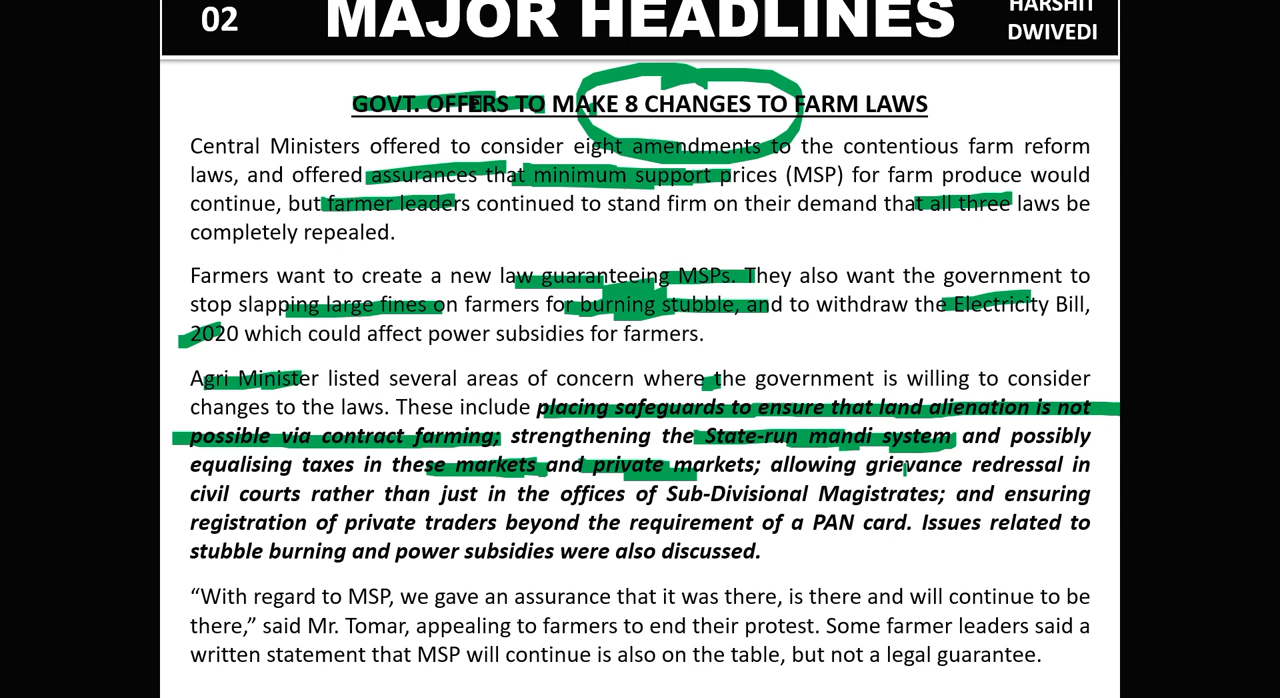 02
MAJOR HEADLINES
HARSHIT
DWIVEDI
GOVT. OFFERS TO MAKE 8 CHANGES TO FARM LAWS
Central Ministers offered to consider eight amendments to the contentious farm reform
laws, and offered assurances that minimum support prices (MSP) for farm produce would
continue, but farmer leaders continued to stand firm on their demand that all three laws be
completely repealed.
Farmers want to create a new law guaranteeing MSPs. They also want the government to
stop slapping large fines on farmers for burning stubble, and to withdraw the Electricity Bill,
2020 which could affect power subsidies for farmers.
Agri Minister listed several areas of concern where the government is willing to consider
changes to the laws. These include placing safeguards to ensure that land alienation is not
possible via contract farming; strengthening the State-run mandi system and possibly
equalising taxes in these markets and private markets; allowing grievance redressal in
civil courts rather than just in the offices of Sub-Divisional Magistrates; and ensuring
registration of private traders beyond the requirement of a PAN card. Issues related to
stubble burning and power subsidies were also discussed.
“With regard to MSP, we gave an assurance that it was there, is there and will continue to be
there,” said Mr. Tomar, appealing to farmers to end their protest. Some farmer leaders said a
written statement that MSP will continue is also on the table, but not a legal guarantee.